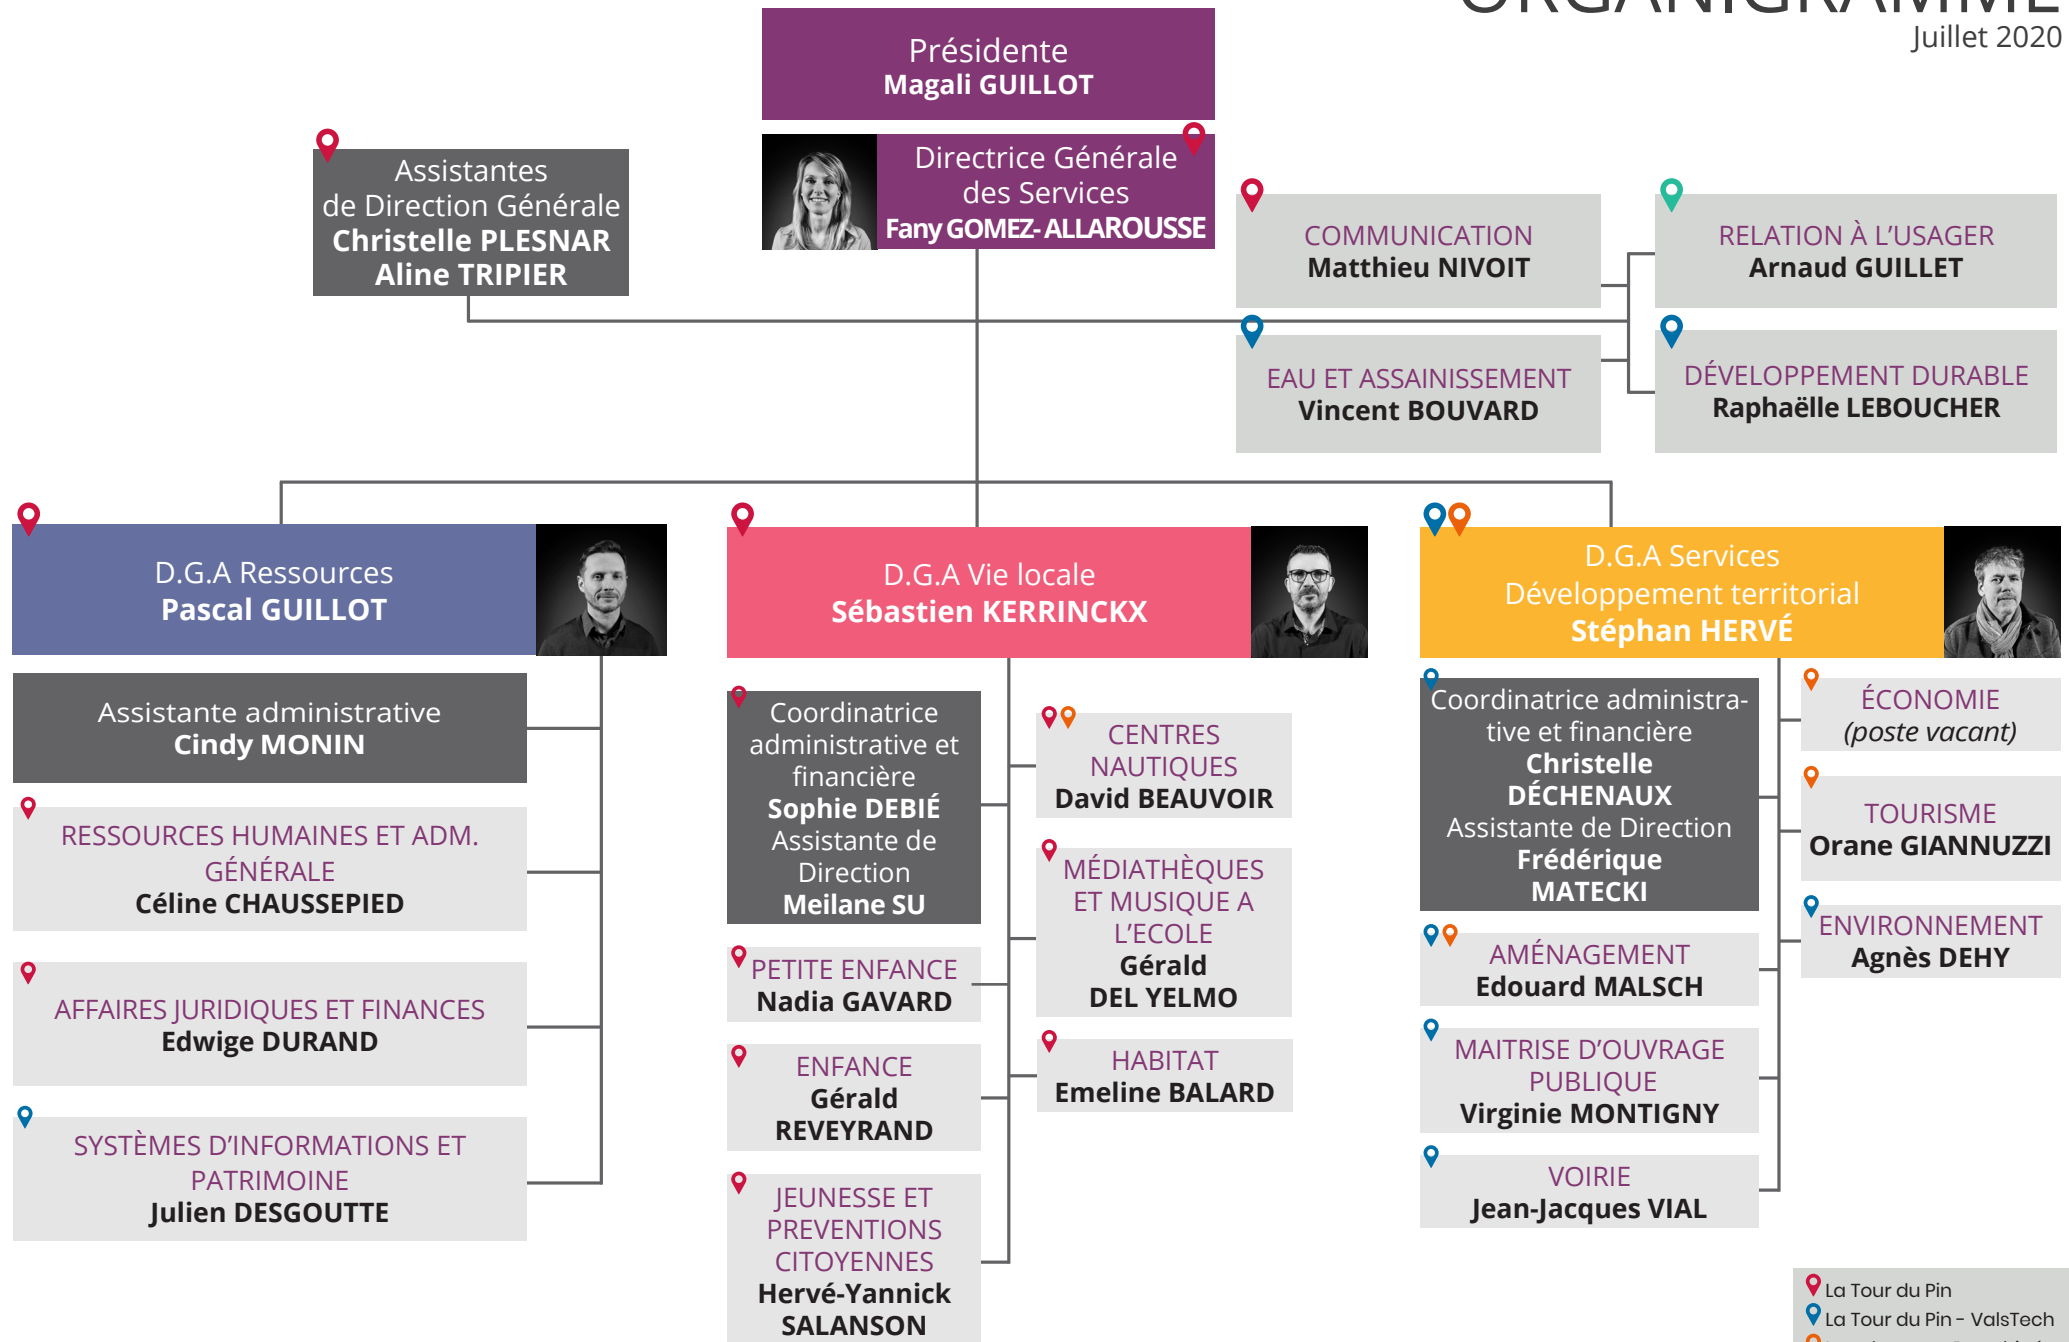 ORGANIGRAMME
Juillet 2020
Présidente
Magali GUILLOT
Directrice Générale
des Services
Fany GOMEZ-ALLAROUSSE
Assistantes
de Direction Générale
Christelle PLESNAR
Aline TRIPIER
COMMUNICATION
Matthieu NIVOIT
RELATION À L’USAGER
Arnaud GUILLET
EAU ET ASSAINISSEMENT
Vincent BOUVARD
DÉVELOPPEMENT DURABLE
Raphaëlle LEBOUCHER
D.G.A Ressources
Pascal GUILLOT
Assistante administrative
Cindy MONIN
RESSOURCES HUMAINES ET ADM.
GÉNÉRALE
Céline CHAUSSEPIED
AFFAIRES JURIDIQUES ET FINANCES
Edwige DURAND
SYSTÈMES D’INFORMATIONS ET
PATRIMOINE
Julien DESGOUTTE
D.G.A Vie locale
Sébastien KERRINCKX
Coordinatrice
administrative et
financière
Sophie DEBIÉ
Assistante de
Direction
Meilane SU
PETITE ENFANCE
Nadia GAVARD
ENFANCE
Gérald
REVEYRAND
JEUNESSE ET
PREVENTIONS
CITOYENNES
Hervé-Yannick
SALANSON
CENTRES
NAUTIQUES
David BEAUVOIR
MÉDIATHÈQUES
ET MUSIQUE A
L’ECOLE
Gérald
DEL YELMO
HABITAT
Emeline BALARD
D.G.A Services
Développement territorial
Stéphan HERVÉ
Coordinatrice administra-
tive et financière
Christelle
DÉCHENAUX
Assistante de Direction
Frédérique
MATECKI
AMÉNAGEMENT
Edouard MALSCH
MAITRISE D’OUVRAGE
PUBLIQUE
Virginie MONTIGNY
VOIRIE
Jean-Jacques VIAL
ÉCONOMIE
(poste vacant)
TOURISME
Orane GIANNUZZI
ENVIRONNEMENT
Agnès DEHY
La Tour du Pin
La Tour du Pin - ValsTech